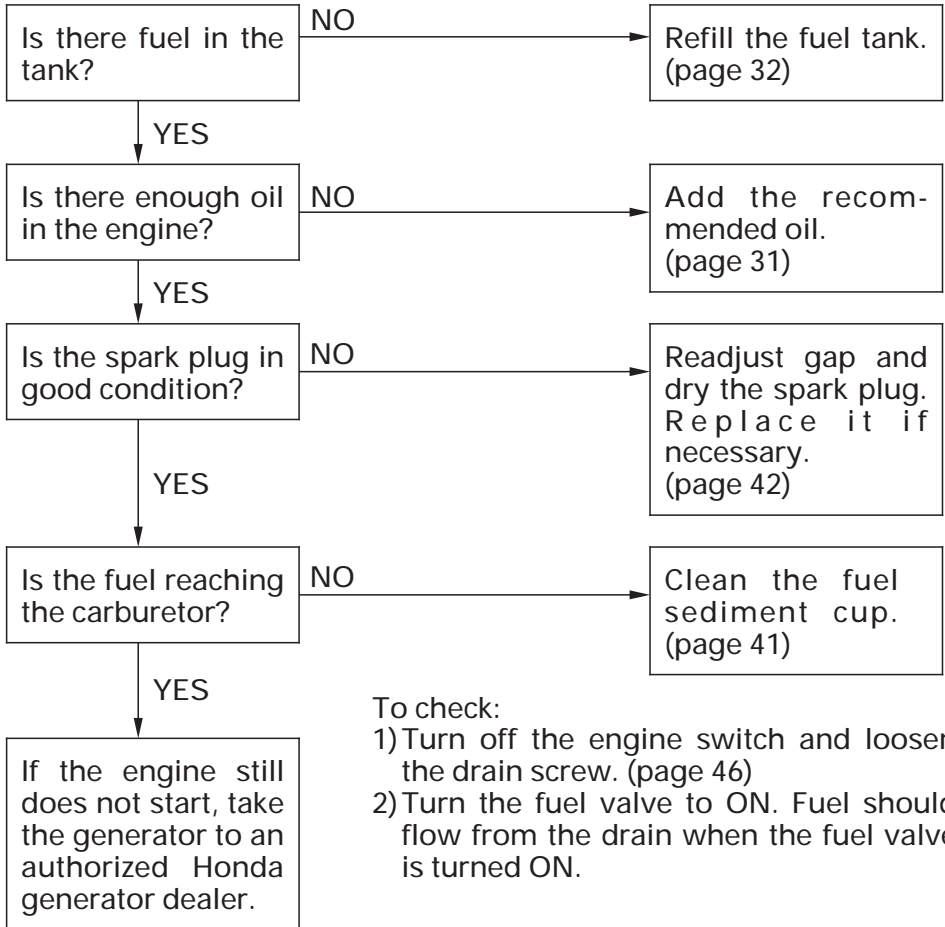 Is there fuel in the
tank?
NO
Refill the fuel tank.
(page 32)
YES
Is there enough oil
in the engine?
NO
Add the recom-
mended oil.
(page 31)
YES
Is the spark plug in
good condition?
NO
Readjust gap and
dry the spark plug.
Replace it if
necessary.
(page 42)
YES
Is the fuel reaching
the carburetor?
NO
Clean the fuel
sediment cup.
(page 41)
YES
If the engine still
does not start, take
the generator to an
authorized Honda
generator dealer.
To check:
1) Turn off the engine switch and loosen
the drain screw. (page 46)
2) Turn the fuel valve to ON. Fuel should
flow from the drain when the fuel valve
is turned ON.